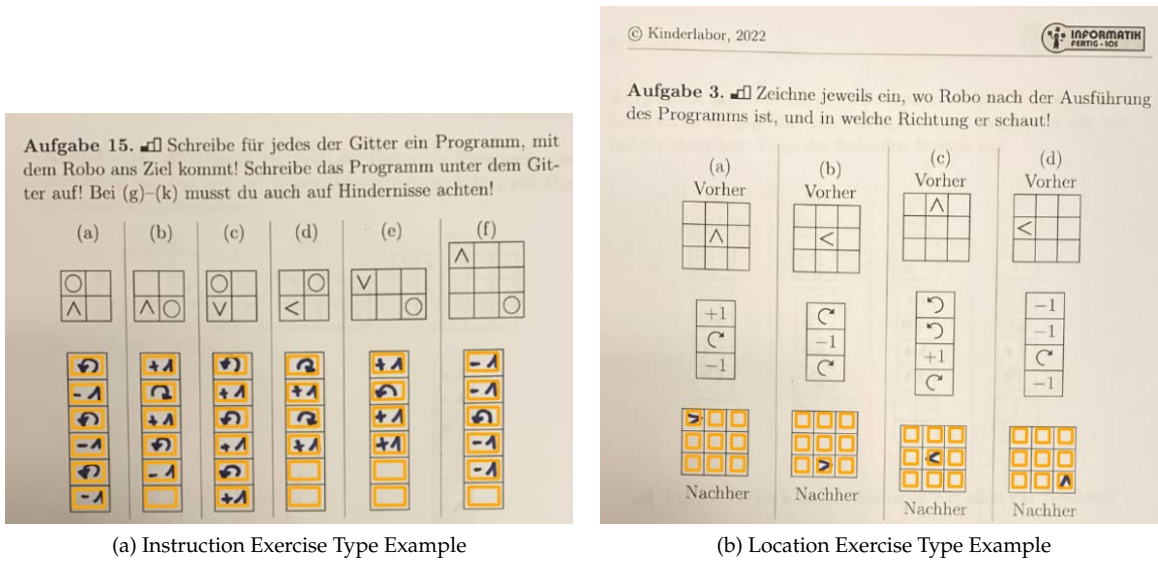 Aufgabe 15. Schreibe für jedes der Gitter ein Programm, mit
dem Robo ans Ziel kommt! Schreibe das Programm unter dem Git-
ter auf! Bei (g)–(k) musst du auch auf Hindernisse achten!
(a) (b) (c) (d) (e) (f)
+1 +1 -1
-1 +1 +1 -1
+1 +1
-1 +1 +1 +1 -1
-1 -1
-1 +1
(a) Instruction Exercise Type Example
© Kinderlabor, 2022
INFORMATIK
FERTIG - LOS
Aufgabe 3. Zeichne jeweils ein, wo Robo nach der Ausführung
des Programms ist, und in welche Richtung er schaut!
(a) (b) (c) (d)
Vorher Vorher Vorher Vorher
+1 -1
-1 -1
-1 +1
-1
Nachher Nachher Nachher Nachher
(b) Location Exercise Type Example